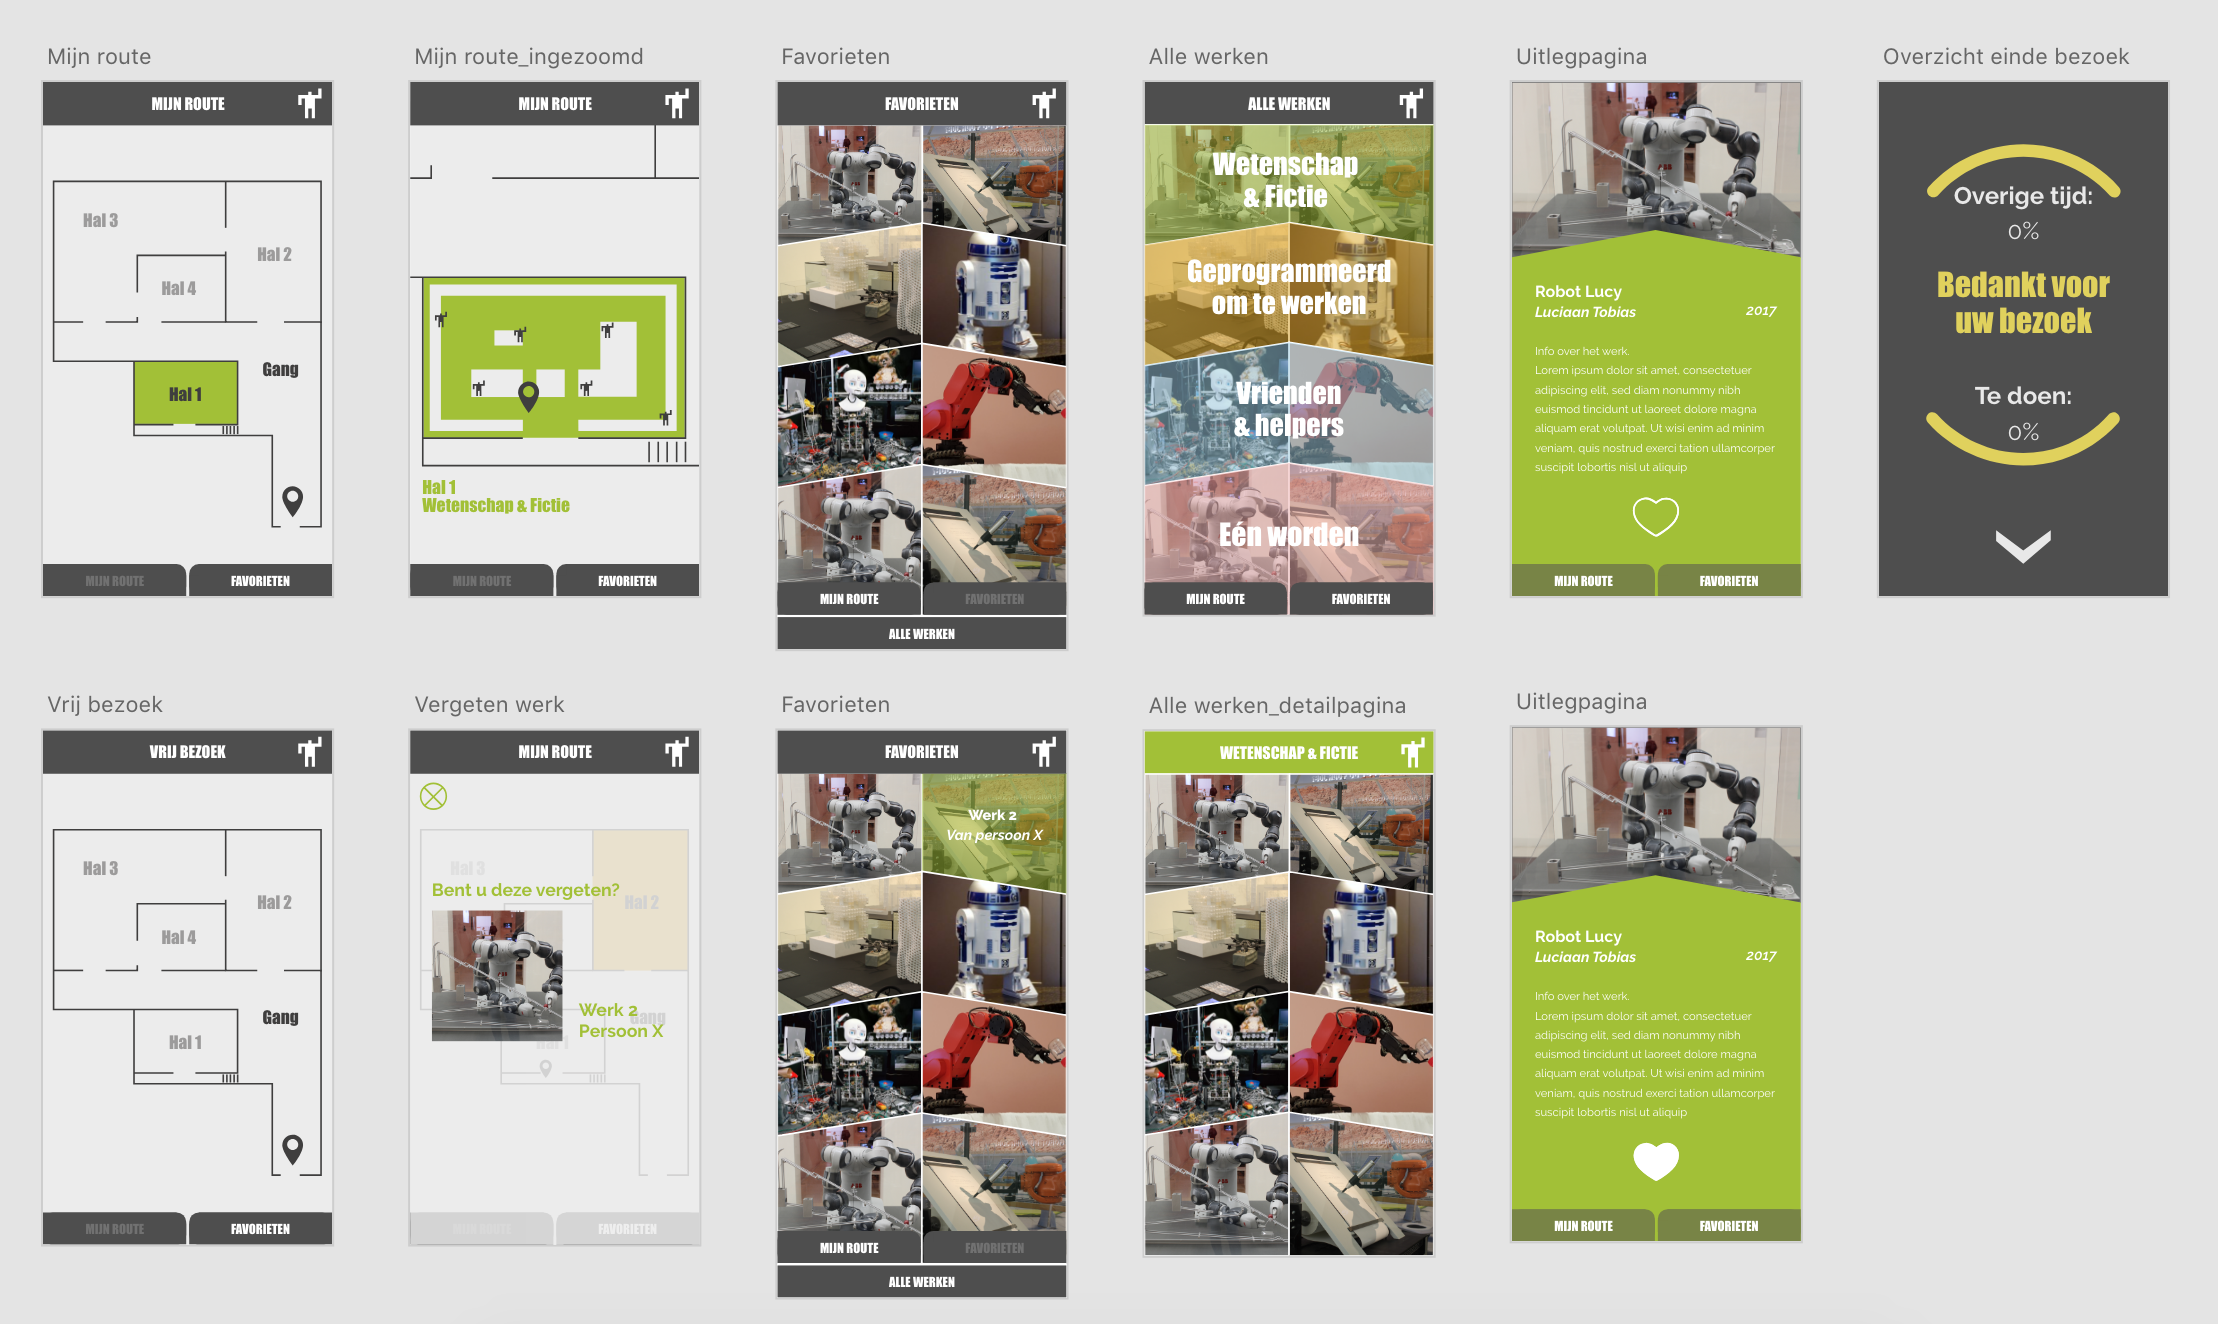 Mijn route
MIJN ROUTE
Hal 3
Hal 2
Hal 4
Gang
Hal 1
MIJN ROUTE
FAVORIETEN
Mijn route_ingezoomd
MIJN ROUTE
Hal 1
Wetenschap & Fictie
MIJN ROUTE
FAVORIETEN
Favorieten
FAVORIETEN
MIJN ROUTE
FAVORIETEN
ALLE WERKEN
Alle werken
ALLE WERKEN
Wetenschap
& Fictie
Geprogrammeerd
om te werken
Vrienden
& helpers
Eén worden
MIJN ROUTE
FAVORIETEN
Uitlegpagina
Robot Lucy
Luciaan Tobias
2017
Info over het werk.
Lorem ipsum dolor sit amet, consectetuer
adipiscing elit, sed diam nonummy nibh
euismod tincidunt ut laoreet dolore magna
aliquam erat volutpat. Ut wisi enim ad minim
veniam, quis nostrud exerci tation ullamcorper
suscipit lobortis nisl ut aliquip
MIJN ROUTE
FAVORIETEN
Overzicht einde bezoek
Overige tijd:
0%
Bedankt voor
uw bezoek
Te doen:
0%
Vrij bezoek
VRIJ BEZOEK
Hal 3
Hal 2
Hal 4
Gang
Hal 1
MIJN ROUTE
FAVORIETEN
Vergeten werk
MIJN ROUTE
Hal 3
Bent u deze vergeten?
Hal 2
Werk 2
Gang
Persoon X
Hal 1
MIJN ROUTE
FAVORIETEN
Favorieten
FAVORIETEN
Werk 2
Van persoon X
MIJN ROUTE
FAVORIETEN
ALLE WERKEN
Alle werken_detailpagina
WETENSCHAP & FICTIE
Uitlegpagina
Robot Lucy
Luciaan Tobias
2017
Info over het werk.
Lorem ipsum dolor sit amet, consectetuer
adipiscing elit, sed diam nonummy nibh
euismod tincidunt ut laoreet dolore magna
aliquam erat volutpat. Ut wisi enim ad minim
veniam, quis nostrud exerci tation ullamcorper
suscipit lobortis nisl ut aliquip
MIJN ROUTE
FAVORIETEN